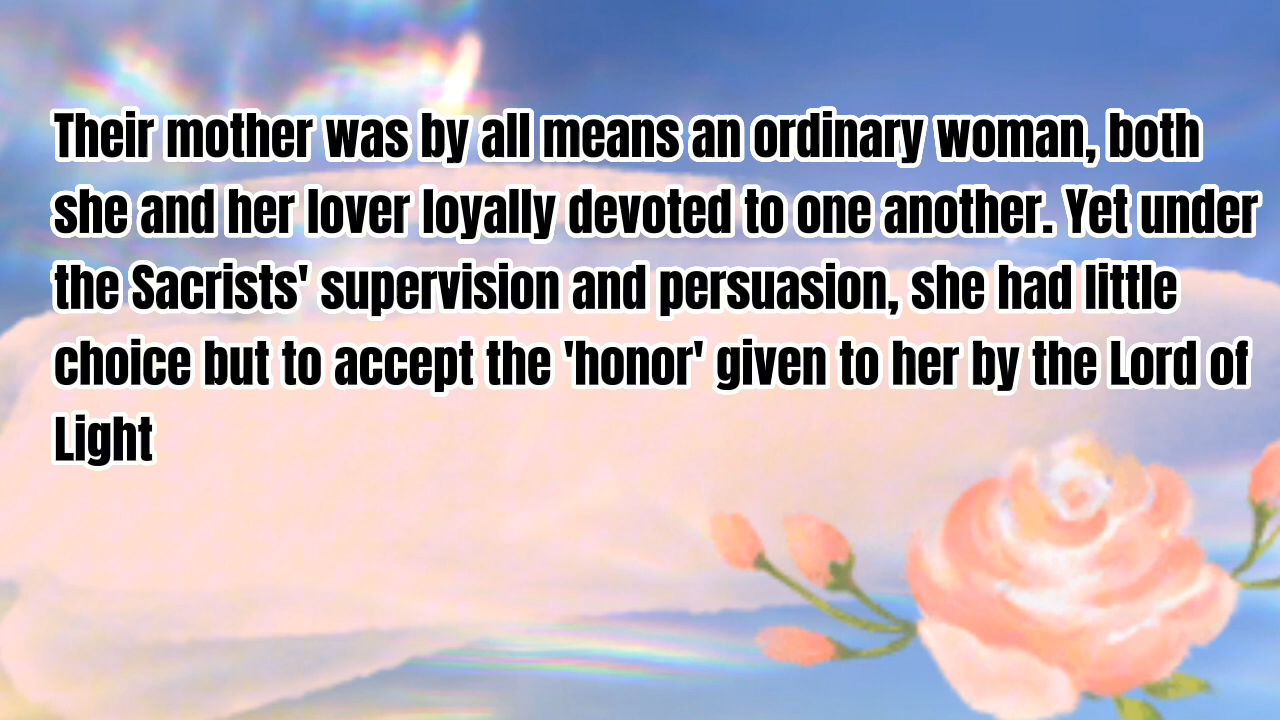 Their mother was by all means an ordinary woman, both
she and her lover loyally devoted to one another. Yet under
the Sacrists' supervision and persuasion, she had little
choice but to accept the 'honor' given to her by the Lord of
Light